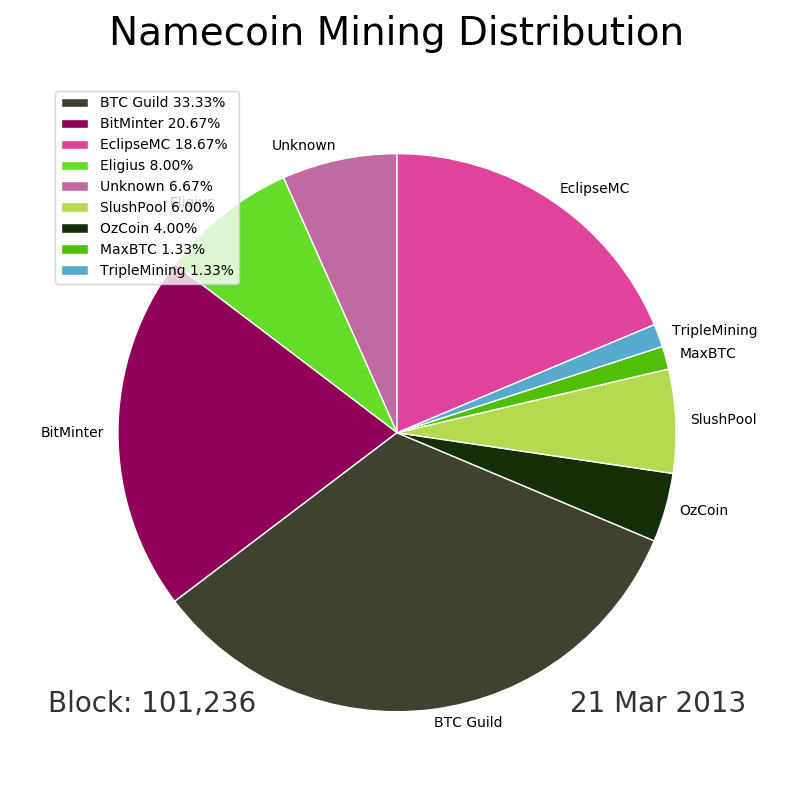 Namecoin Mining Distribution
BTC Guild 33.33%
BitMinter 20.67%
EclipseMC 18.67%
Eligius 8.00%
Unknown 6.67%
SlushPool 6.00%
OzCoin 4.00%
MaxBTC 1.33%
TripleMining 1.33%
Unknown
EclipseMC
Eligius
TripleMining
MaxBTC
SlushPool
BitMinter
OzCoin
BTC Guild
Block: 101,236
21 Mar 2013